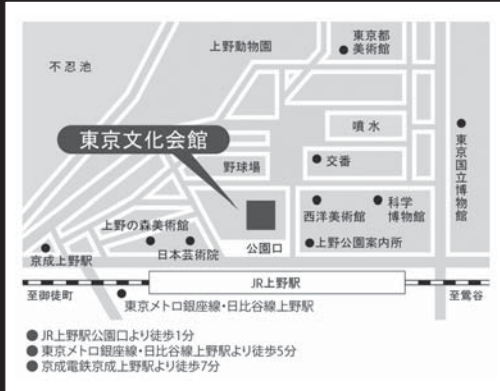 不忍池
上野動物園
東京都
美術館
東京文化会館
噴水
交番
東京国立博物館
野球場
西洋美術館
科学
博物館
上野の森美術館
日本芸術院
公園口
上野公園案内所
京成上野駅
JR上野駅
至御徒町
東京メトロ銀座線・日比谷線上野駅
至鶯谷
● JR上野駅公園口より徒歩1分
● 東京メトロ銀座線・日比谷線上野駅より徒歩5分
● 京成電鉄京成上野駅より徒歩7分